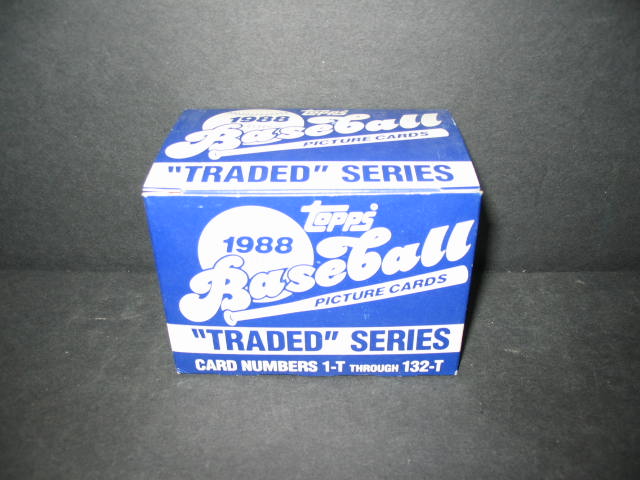 topps
1988
Baseball
PICTURE CARDS
"TRADED" SERIES
topps
1988
Baseball
PICTURE CARDS
"TRADED" SERIES
CARD NUMBERS 1-T THROUGH 132-T